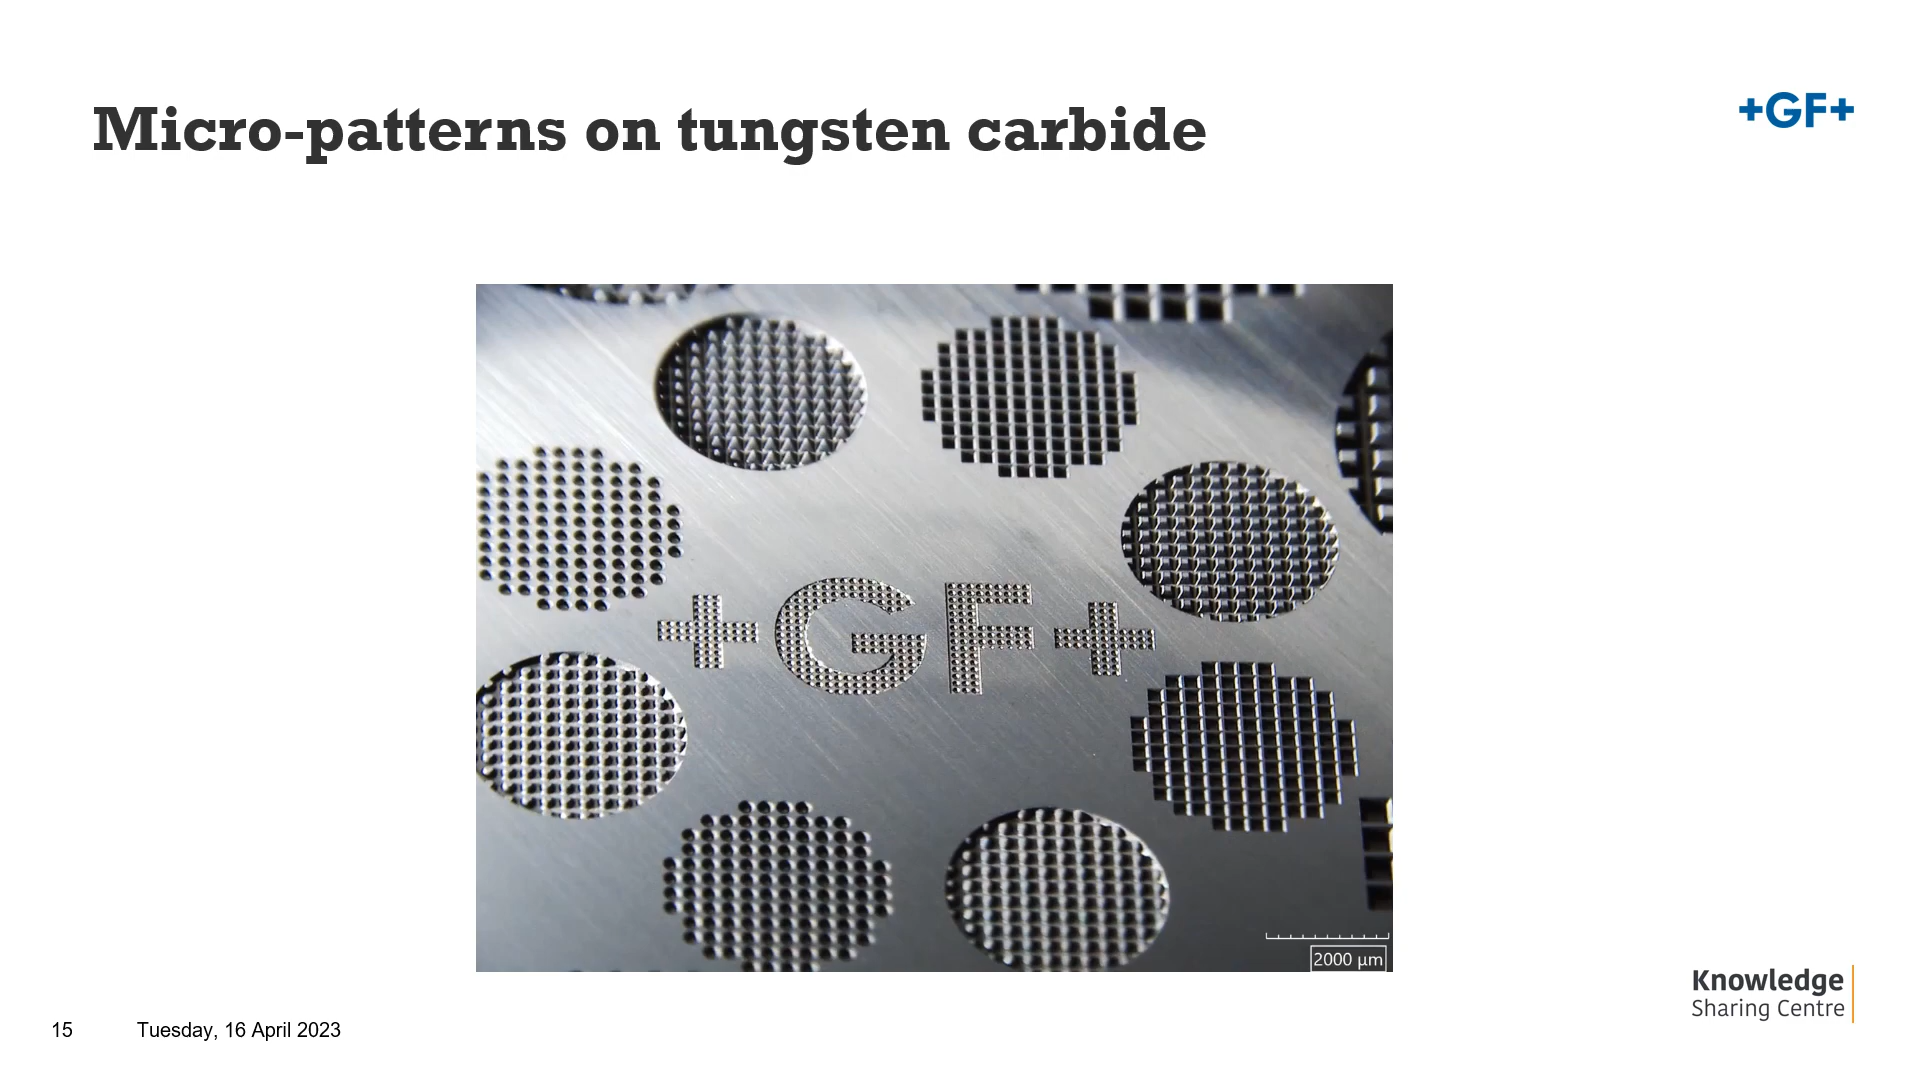 Micro-patterns on tungsten carbide
+GF+
+GF+
2000 µm
Knowledge
Sharing Centre
15
Tuesday, 16 April 2023